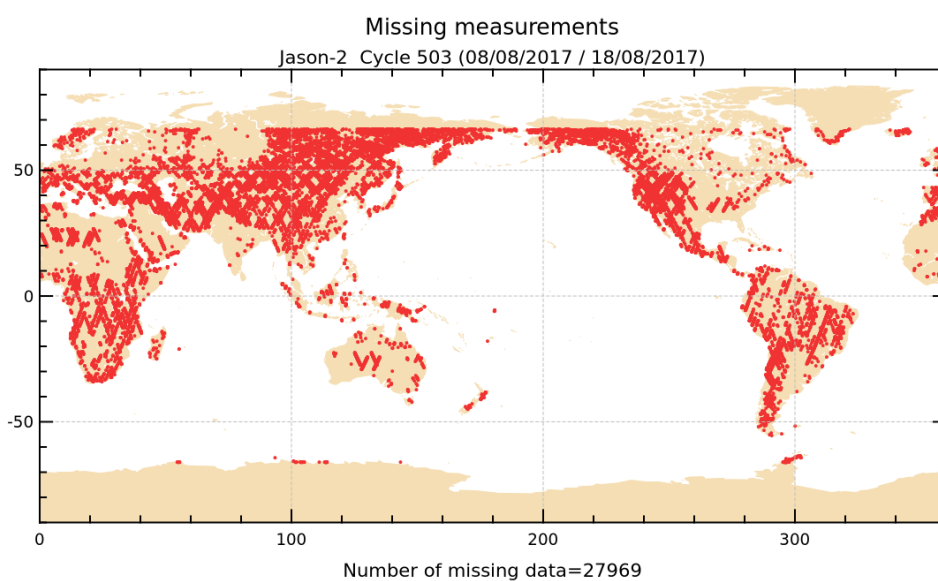 Missing measurements
Jason-2  Cycle 503 (08/08/2017 / 18/08/2017)
50
0
-50
0 100 200 300
Number of missing data=27969